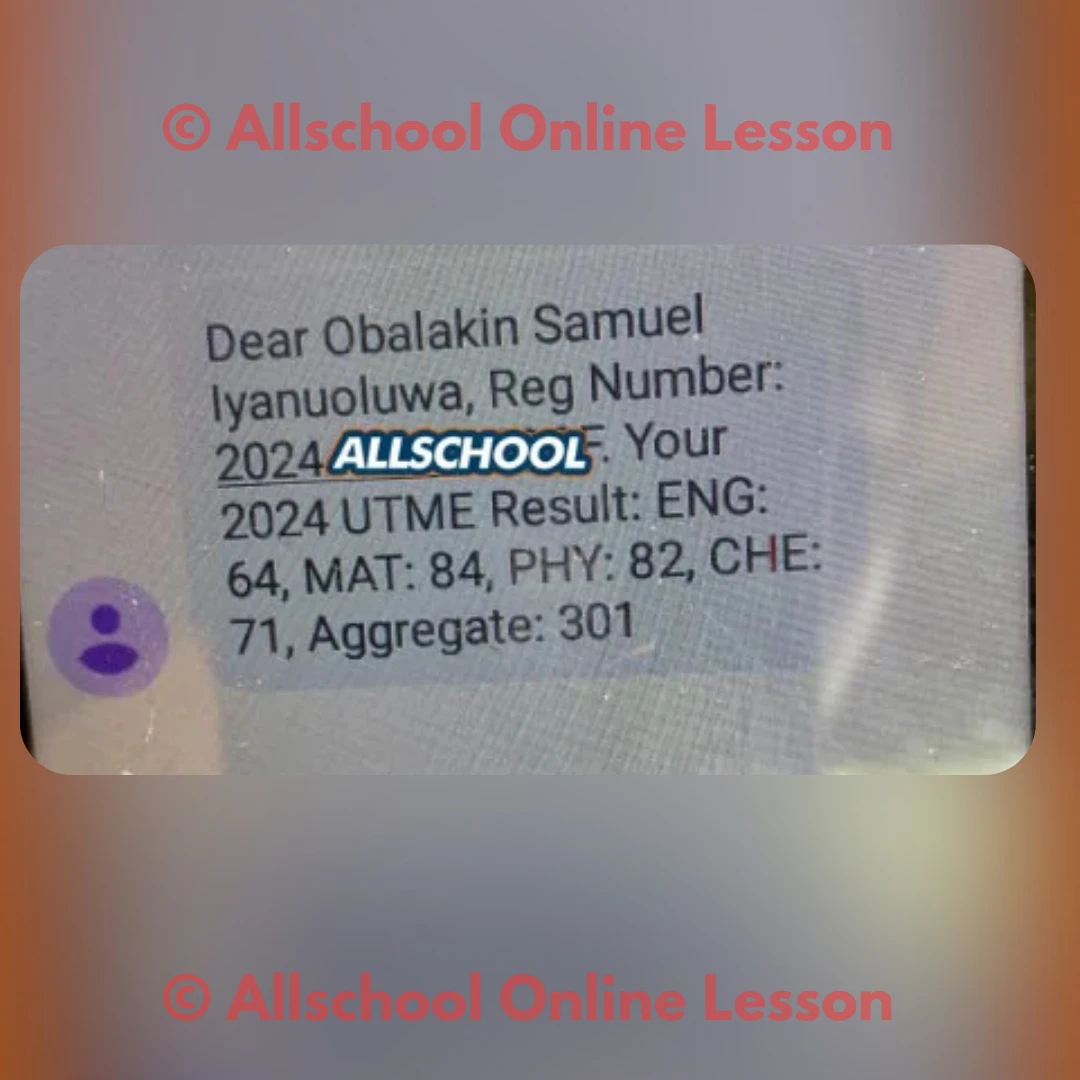 © Allschool Online Lesson
Dear Obalakin Samuel
Iyanuoluwa, Reg Number:
2024 ALLSCHOOL F. Your
2024 UTME Result: ENG:
64, MAT: 84, PHY: 82, CHE:
71, Aggregate: 301
© Allschool Online Lesson